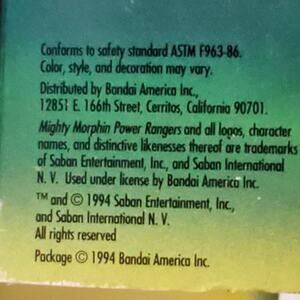 Conforms to safety standard ASTM F963-86.
Color, style, and decoration may vary.
Distributed by Bandai America Inc.,
12851 E. 166th Street, Cerritos, California 90701.
Mighty Morphin Power Rangers and all logos, character
names, and distinctive likenesses thereof are trademarks
of Saban Entertainment, Inc., and Saban International
N. V. Used under license by Bandai America Inc.
™ and © 1994 Saban Entertainment, Inc.,
and Saban International N. V.
All rights reserved
Package © 1994 Bandai America Inc.